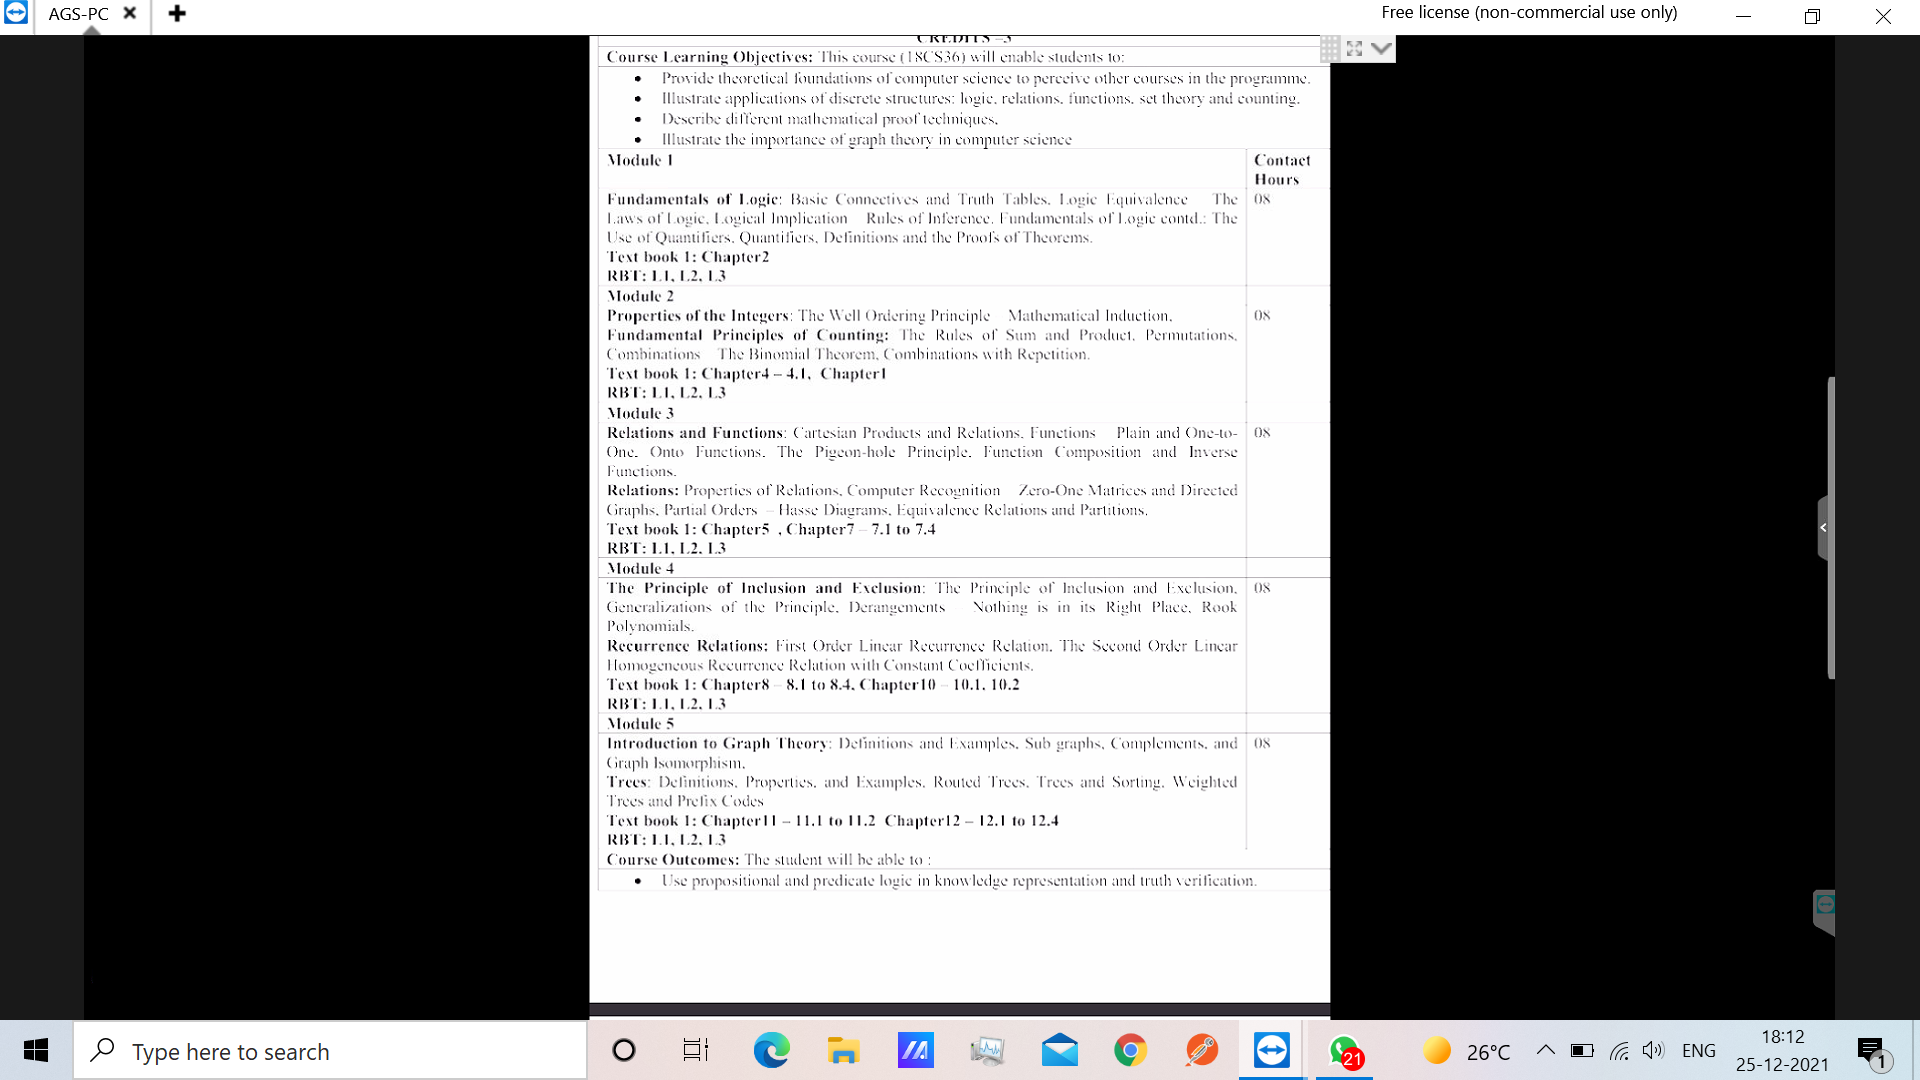 AGS-PC
Free license (non-commercial use only)
CREDITS –3
Course Learning Objectives: This course (18CS36) will enable students to:
• Provide theoretical foundations of computer science to perceive other courses in the programme.
• Illustrate applications of discrete structures: logic, relations, functions, set theory and counting.
• Describe different mathematical proof techniques,
• Illustrate the importance of graph theory in computer science
Module 1
Contact
Hours
Fundamentals of Logic: Basic Connectives and Truth Tables, Logic Equivalence The
08
Laws of Logic, Logical Implication Rules of Inference. Fundamentals of Logic contd.: The
Use of Quantifiers, Quantifiers, Definitions and the Proofs of Theorems.
Text book 1: Chapter2
RBT: L1, L2, L3
Module 2
Properties of the Integers: The Well Ordering Principle Mathematical Induction,
08
Fundamental Principles of Counting: The Rules of Sum and Product, Permutations,
Combinations The Binomial Theorem, Combinations with Repetition.
Text book 1: Chapter4 – 4.1, Chapter1
RBT: L1, L2, L3
Module 3
Relations and Functions: Cartesian Products and Relations, Functions Plain and One-to-
08
One, Onto Functions. The Pigeon-hole Principle, Function Composition and Inverse
Functions.
Relations: Properties of Relations, Computer Recognition Zero-One Matrices and Directed
Graphs, Partial Orders – Hasse Diagrams, Equivalence Relations and Partitions.
Text book 1: Chapter5 , Chapter7 – 7.1 to 7.4
RBT: L1, L2, L3
Module 4
The Principle of Inclusion and Exclusion: The Principle of Inclusion and Exclusion,
08
Generalizations of the Principle, Derangements Nothing is in its Right Place, Rook
Polynomials.
Recurrence Relations: First Order Linear Recurrence Relation, The Second Order Linear
Homogeneous Recurrence Relation with Constant Coefficients.
Text book 1: Chapter8 – 8.1 to 8.4, Chapter10 – 10.1, 10.2
RBT: L1, L2, L3
Module 5
Introduction to Graph Theory: Definitions and Examples, Sub graphs, Complements, and
08
Graph Isomorphism,
Trees: Definitions, Properties, and Examples, Routed Trees, Trees and Sorting, Weighted
Trees and Prefix Codes
Text book 1: Chapter11 – 11.1 to 11.2 Chapter12 – 12.1 to 12.4
RBT: L1, L2, L3
Course Outcomes: The student will be able to :
• Use propositional and predicate logic in knowledge representation and truth verification.
Type here to search
21
26°C
ENG
18:12
25-12-2021
1